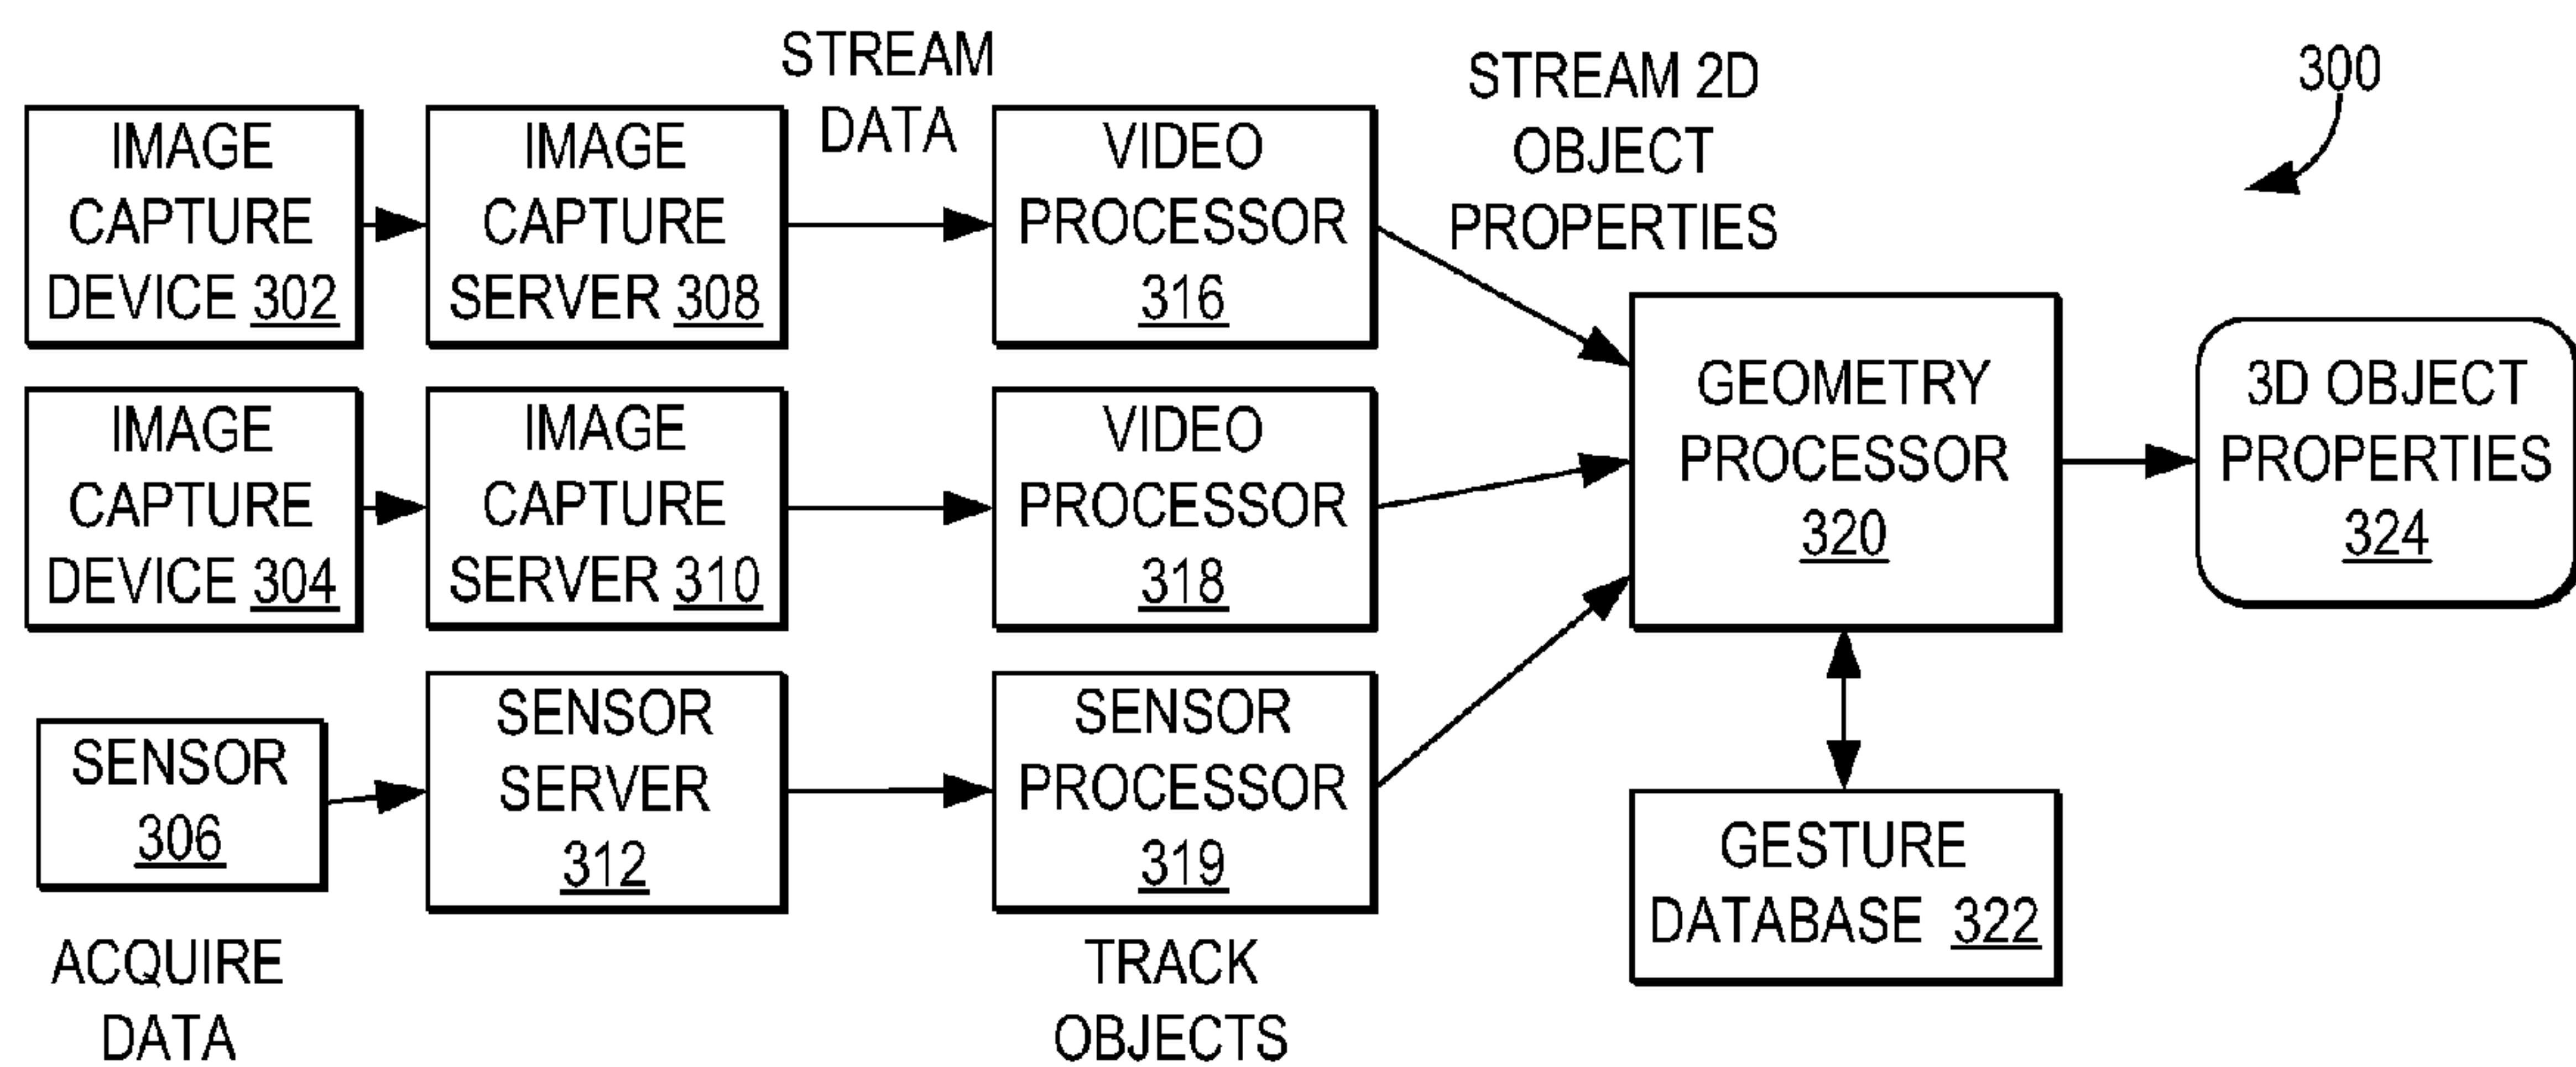 STREAM
DATA
STREAM 2D
OBJECT
PROPERTIES
300
IMAGE
CAPTURE
DEVICE 302
IMAGE
CAPTURE
SERVER 308
VIDEO
PROCESSOR
316
IMAGE
CAPTURE
DEVICE 304
IMAGE
CAPTURE
SERVER 310
VIDEO
PROCESSOR
318
GEOMETRY
PROCESSOR
320
3D OBJECT
PROPERTIES
324
SENSOR
306
SENSOR
SERVER
312
SENSOR
PROCESSOR
319
GESTURE
DATABASE 322
ACQUIRE
DATA
TRACK
OBJECTS